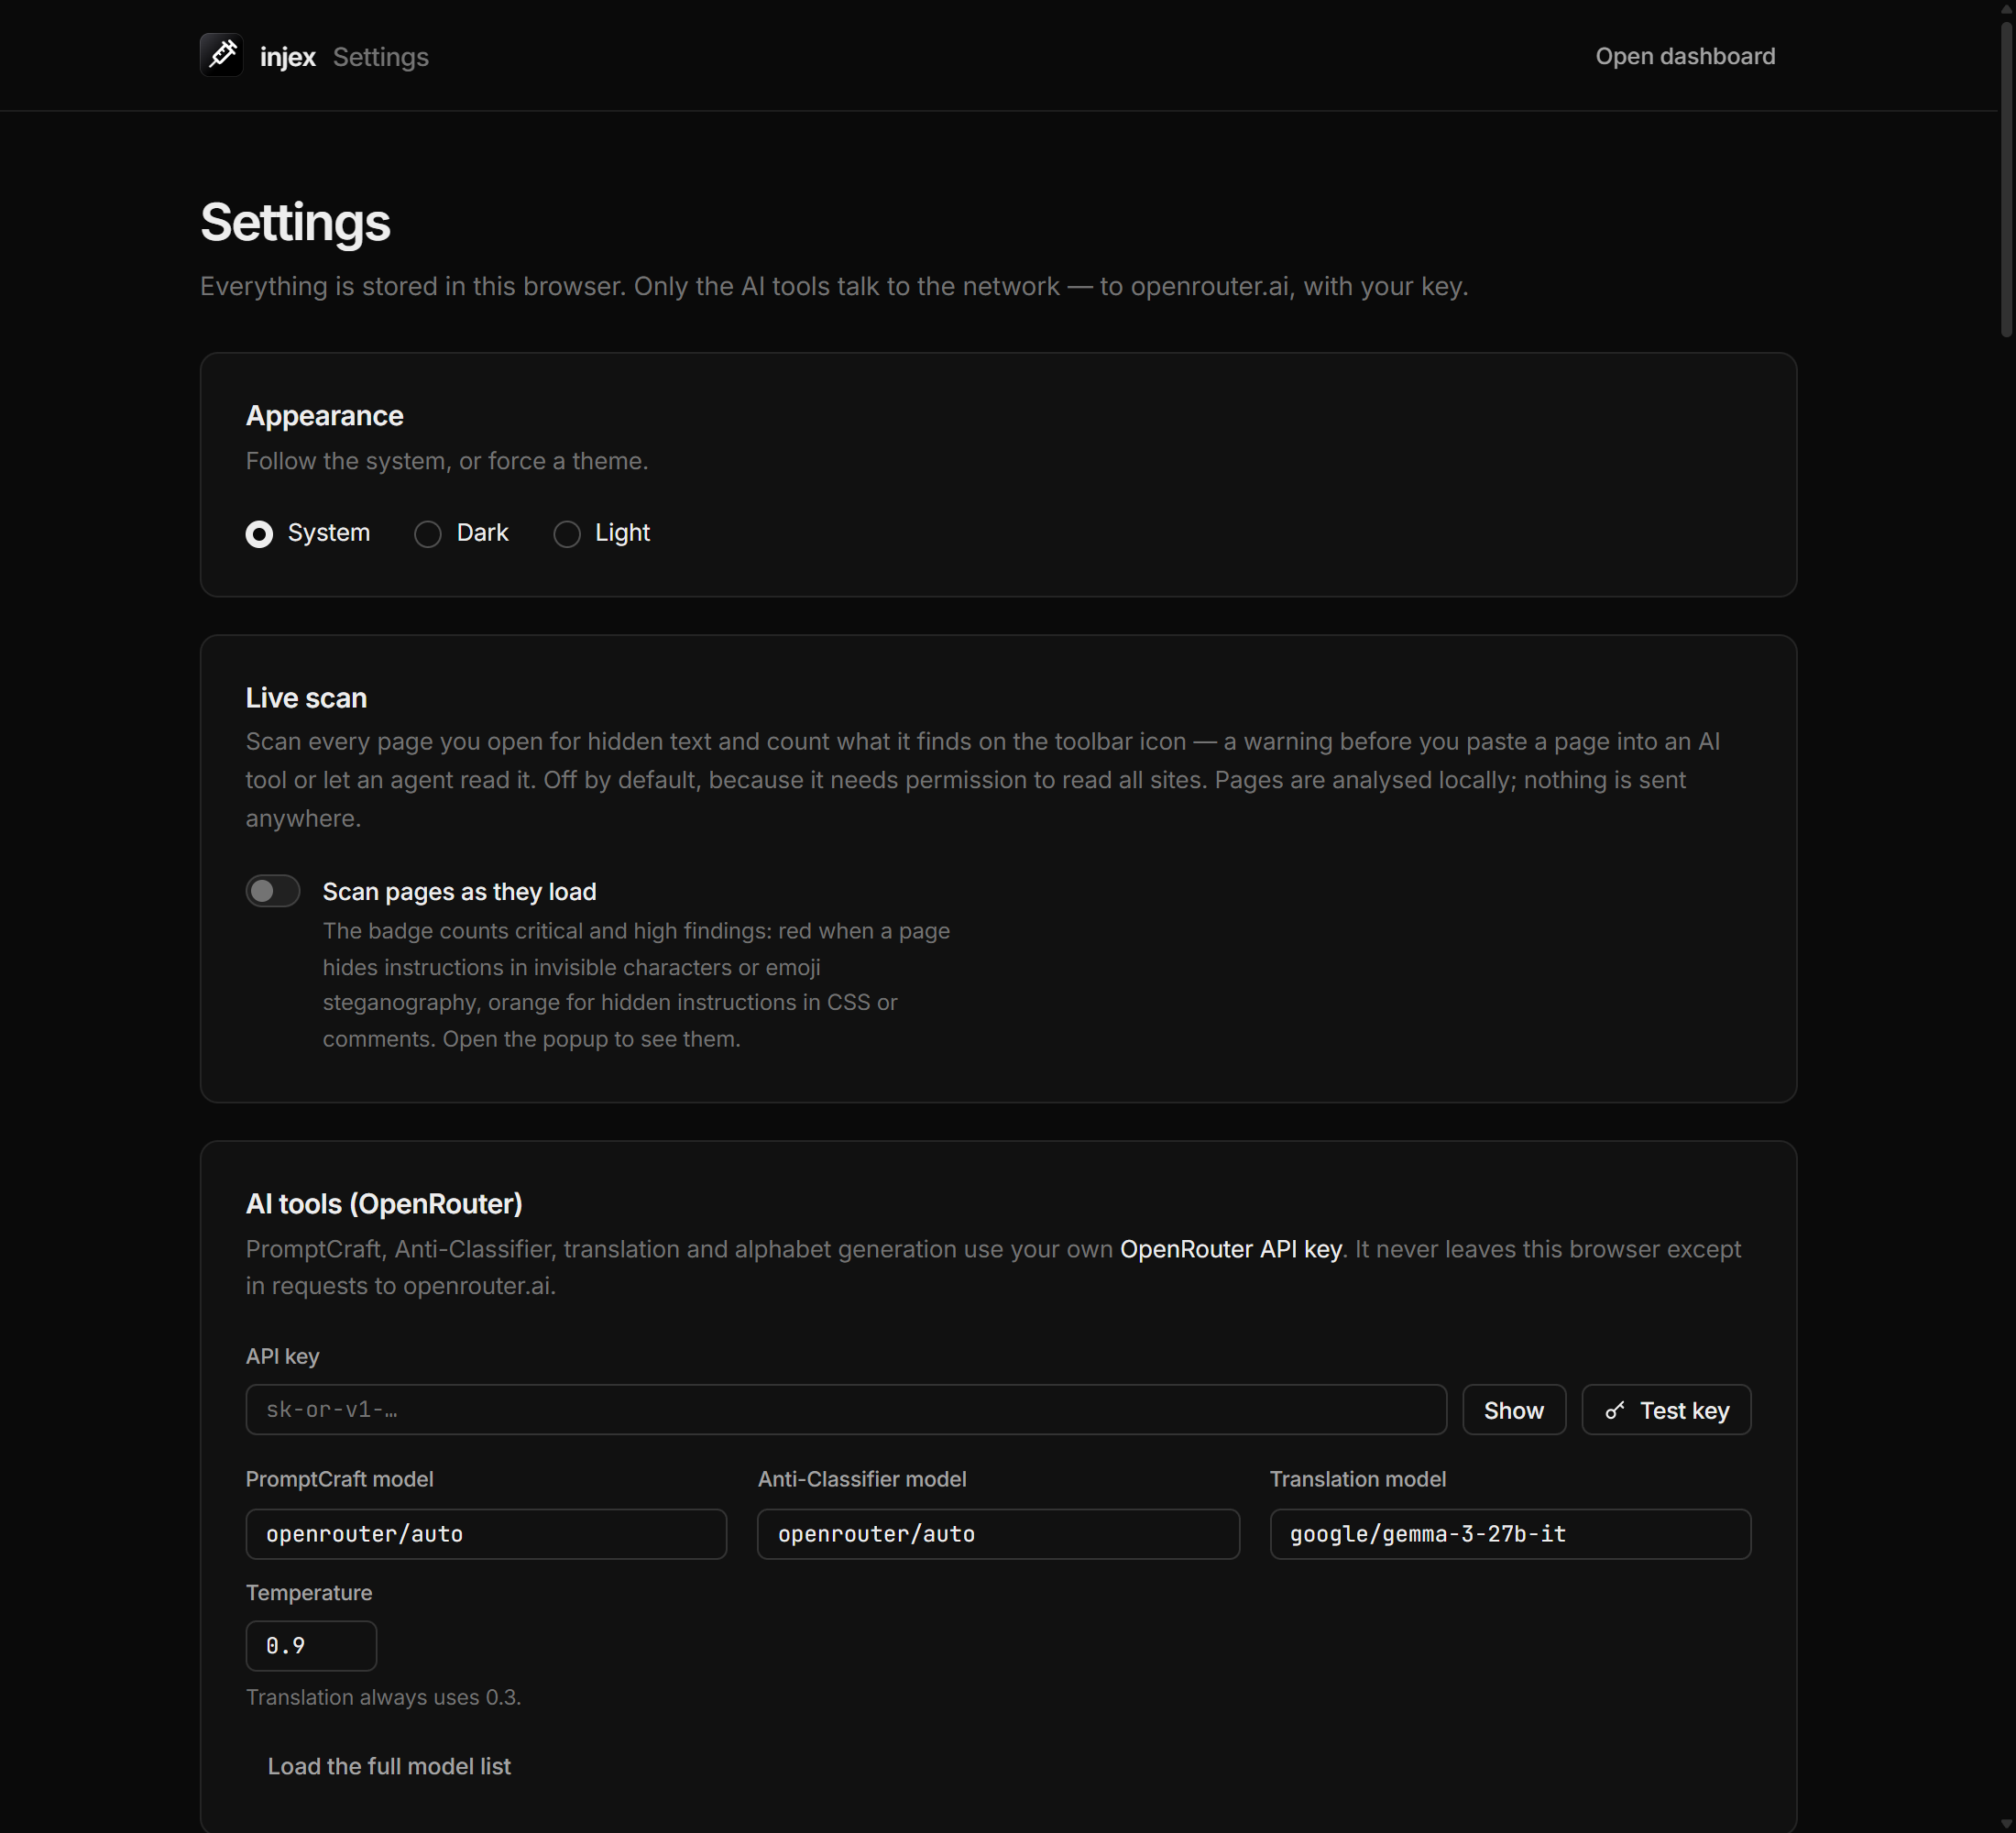 injex Settings
Open dashboard
Settings
Everything is stored in this browser. Only the AI tools talk to the network — to openrouter.ai, with your key.
Appearance
Follow the system, or force a theme.
System Dark Light
Live scan
Scan every page you open for hidden text and count what it finds on the toolbar icon — a warning before you paste a page into an AI
tool or let an agent read it. Off by default, because it needs permission to read all sites. Pages are analysed locally; nothing is sent
anywhere.
Scan pages as they load
The badge counts critical and high findings: red when a page
hides instructions in invisible characters or emoji
steganography, orange for hidden instructions in CSS or
comments. Open the popup to see them.
AI tools (OpenRouter)
PromptCraft, Anti-Classifier, translation and alphabet generation use your own OpenRouter API key. It never leaves this browser except
in requests to openrouter.ai.
API key
sk-or-v1-… Show Test key
PromptCraft model Anti-Classifier model Translation model
openrouter/auto openrouter/auto google/gemma-3-27b-it
Temperature
0.9
Translation always uses 0.3.
Load the full model list